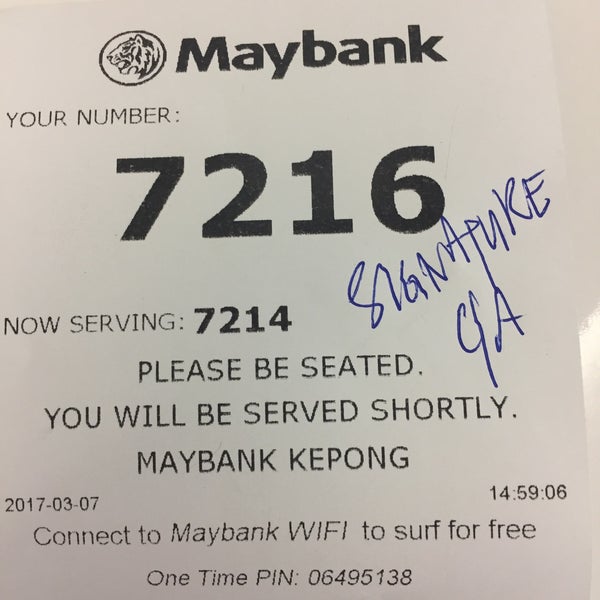 Maybank
YOUR NUMBER:
7216
SIGNATURE
CA
NOW SERVING: 7214
PLEASE BE SEATED.
YOU WILL BE SERVED SHORTLY.
MAYBANK KEPONG
2017-03-07 14:59:06
Connect to Maybank WIFI to surf for free
One Time PIN: 06495138